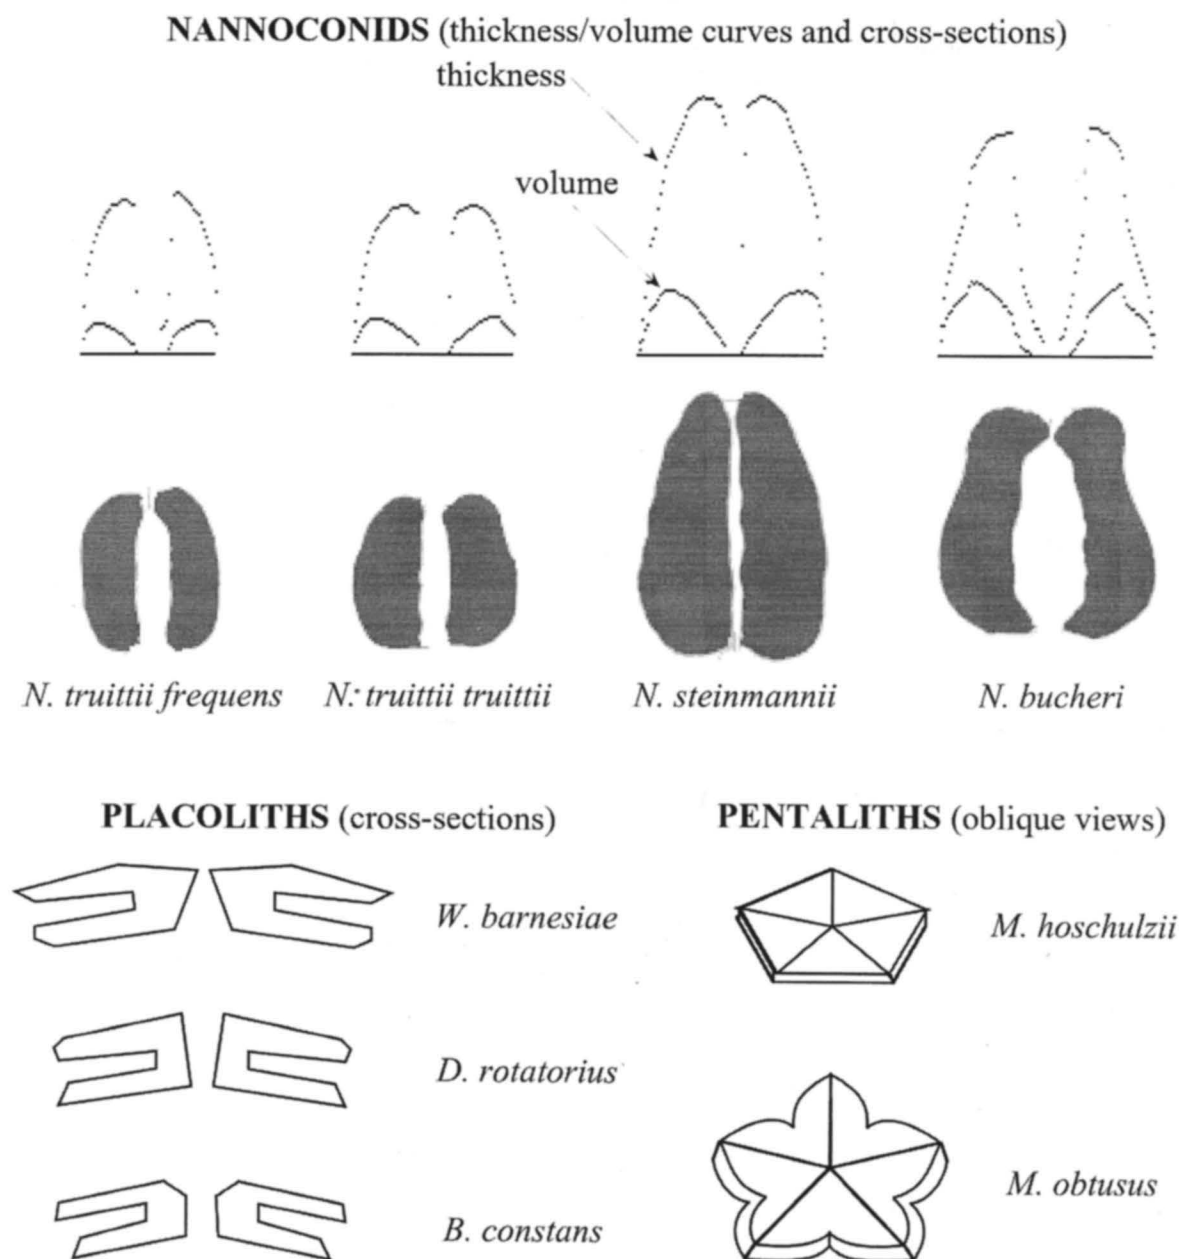 NANNOCONIDS (thickness/volume curves and cross-sections)
thickness
volume
N. truittii frequens
N: truittii truittii
N. steinmannii
N. bucheri
PLACOLITHS (cross-sections)
PENTALITHS (oblique views)
W. barnesiae
M. hoschulzii
D. rotatorius
M. obtusus
B. constans